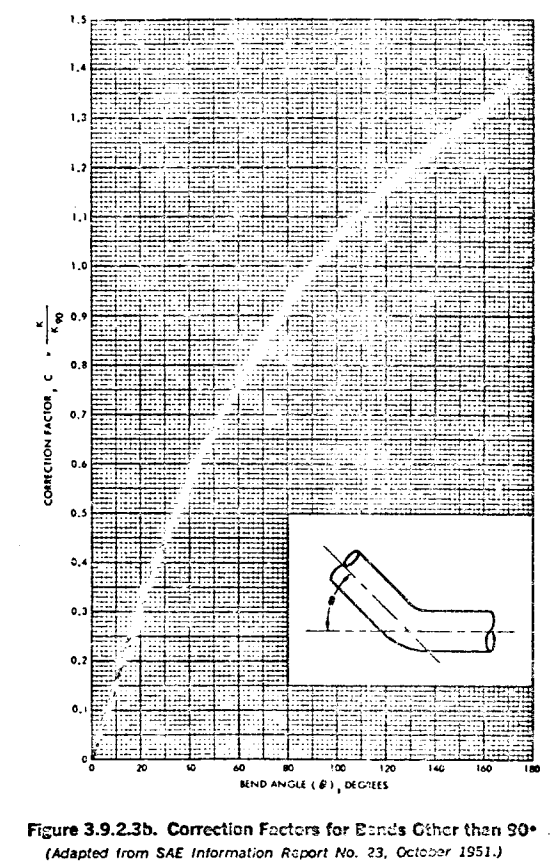 1.5
1.4
1.3
1.2
1.1
1.0
0.9
0.8
0.7
0.6
0.5
0.4
0.3
0.2
0.1
0
CORRECTION FACTOR, C = K / K 90
0 20 40 60 80 100 120 140 160 180
BEND ANGLE (θ), DEGREES
θ
Figure 3.9.2.3b. Correction Factors for Bends Other than 90°
(Adapted from SAE Information Report No. 23, October 1951.)